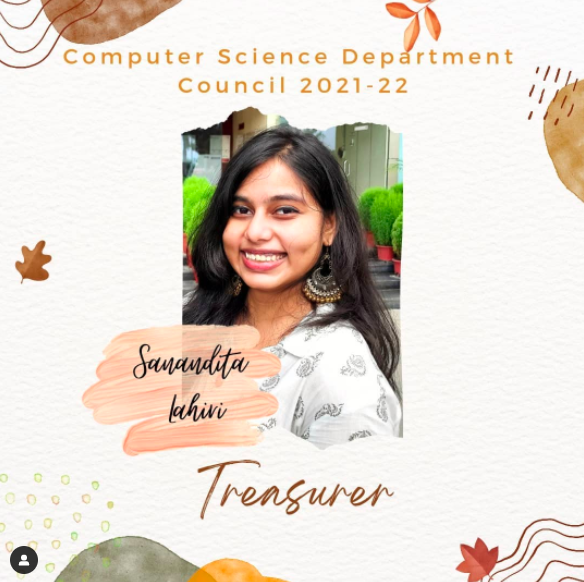 Computer Science Department
Council 2021-22
Sanandita
Lahiri
Treasurer